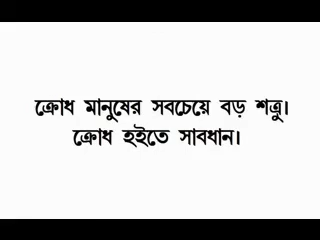 ক্রোধ মানুষের সবচেয়ে বড় শত্রু।
ক্রোধ হইতে সাবধান।